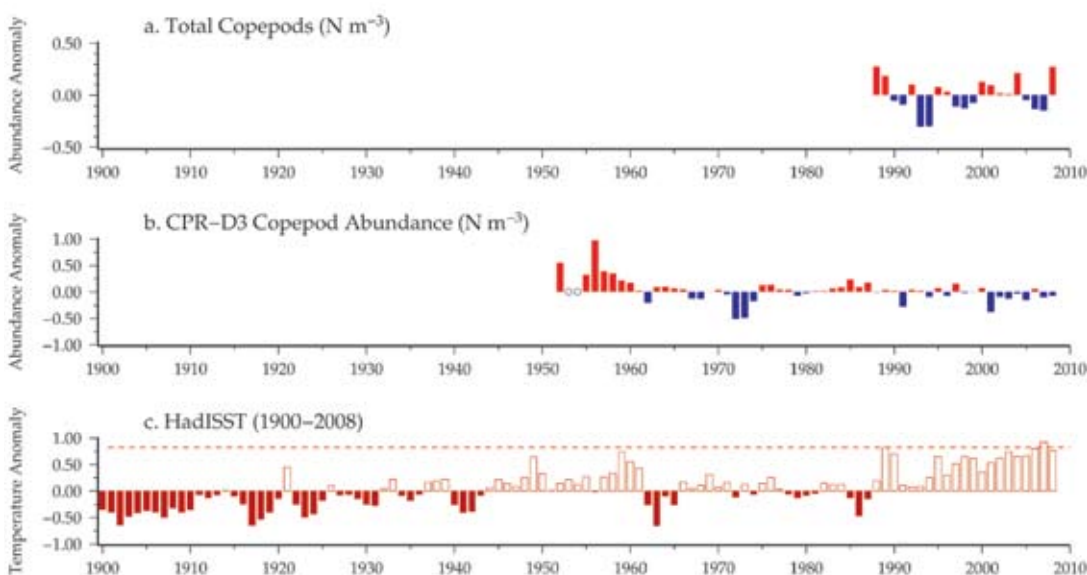 a. Total Copepods (N m⁻³)
Abundance Anomaly
0.50
0.00
−0.50
1900 1910 1920 1930 1940 1950 1960 1970 1980 1990 2000 2010
b. CPR–D3 Copepod Abundance (N m⁻³)
Abundance Anomaly
1.00
0.50
0.00
−0.50
−1.00
1900 1910 1920 1930 1940 1950 1960 1970 1980 1990 2000 2010
c. HadISST (1900–2008)
Temperature Anomaly
1.00
0.50
0.00
−0.50
−1.00
1900 1910 1920 1930 1940 1950 1960 1970 1980 1990 2000 2010